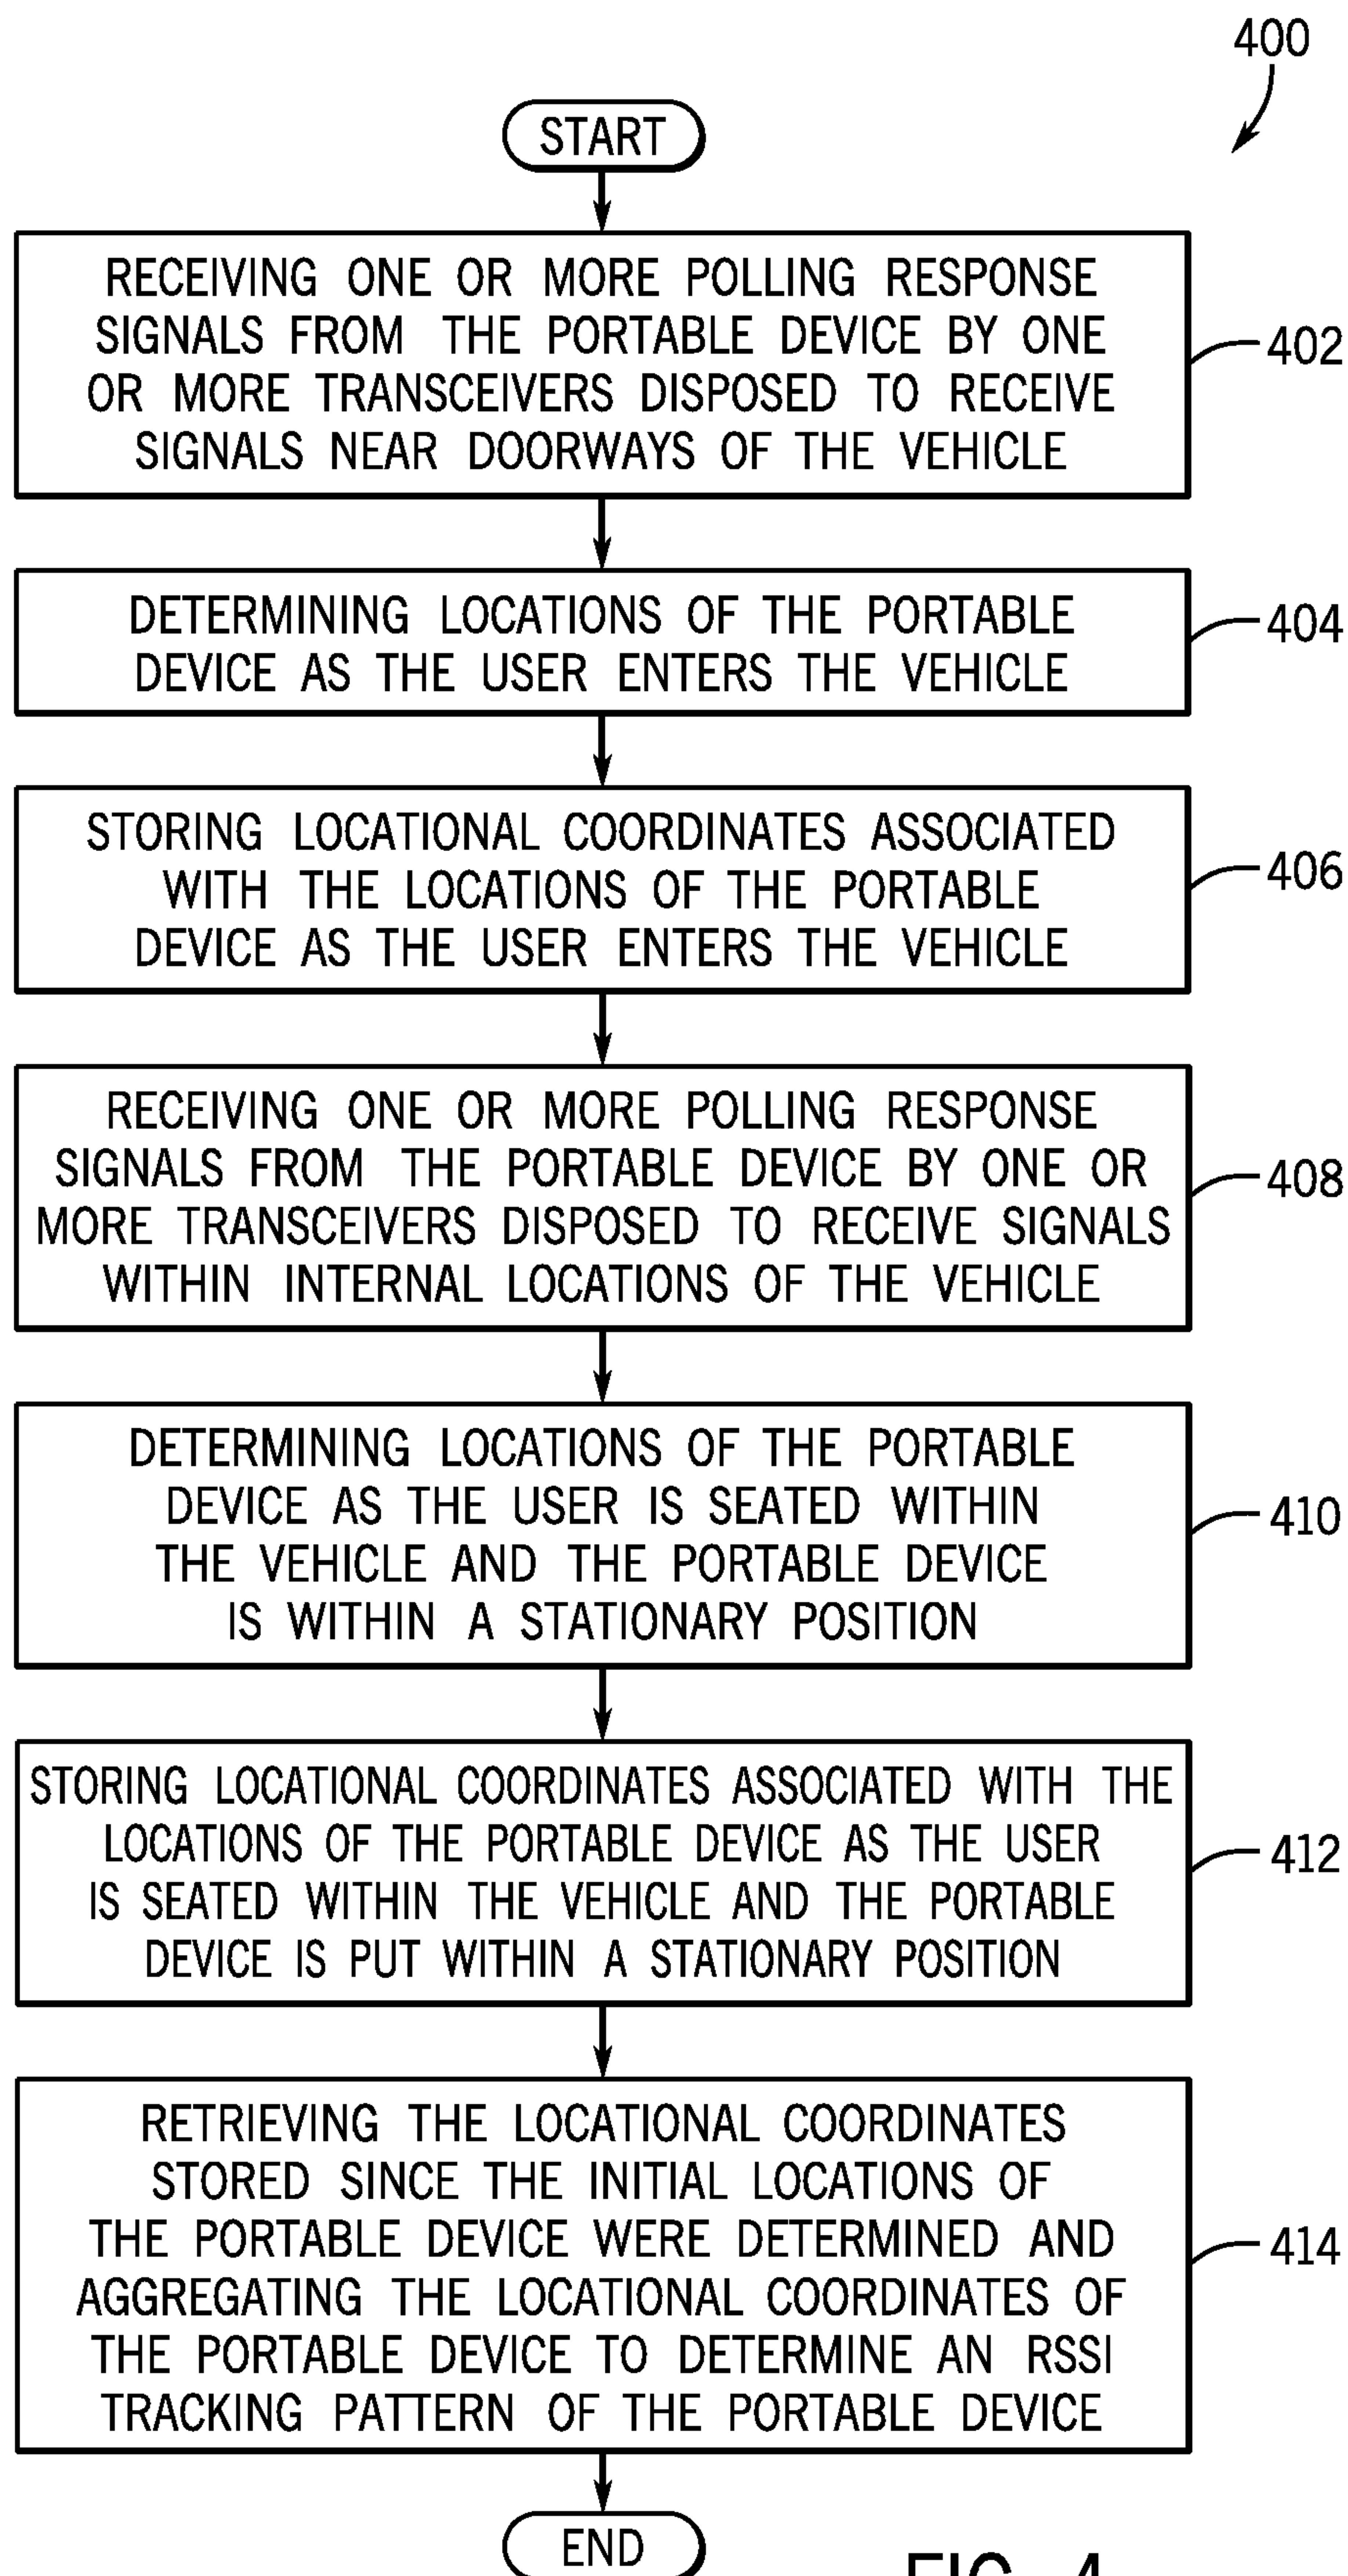 400
START
RECEIVING ONE OR MORE POLLING RESPONSE
SIGNALS FROM THE PORTABLE DEVICE BY ONE
OR MORE TRANSCEIVERS DISPOSED TO RECEIVE
SIGNALS NEAR DOORWAYS OF THE VEHICLE
402
DETERMINING LOCATIONS OF THE PORTABLE
DEVICE AS THE USER ENTERS THE VEHICLE
404
STORING LOCATIONAL COORDINATES ASSOCIATED
WITH THE LOCATIONS OF THE PORTABLE
DEVICE AS THE USER ENTERS THE VEHICLE
406
RECEIVING ONE OR MORE POLLING RESPONSE
SIGNALS FROM THE PORTABLE DEVICE BY ONE OR
MORE TRANSCEIVERS DISPOSED TO RECEIVE SIGNALS
WITHIN INTERNAL LOCATIONS OF THE VEHICLE
408
DETERMINING LOCATIONS OF THE PORTABLE
DEVICE AS THE USER IS SEATED WITHIN
THE VEHICLE AND THE PORTABLE DEVICE
IS WITHIN A STATIONARY POSITION
410
STORING LOCATIONAL COORDINATES ASSOCIATED WITH THE
LOCATIONS OF THE PORTABLE DEVICE AS THE USER
IS SEATED WITHIN THE VEHICLE AND THE PORTABLE
DEVICE IS PUT WITHIN A STATIONARY POSITION
412
RETRIEVING THE LOCATIONAL COORDINATES
STORED SINCE THE INITIAL LOCATIONS OF
THE PORTABLE DEVICE WERE DETERMINED AND
AGGREGATING THE LOCATIONAL COORDINATES OF
THE PORTABLE DEVICE TO DETERMINE AN RSSI
TRACKING PATTERN OF THE PORTABLE DEVICE
414
END
FIG. 4